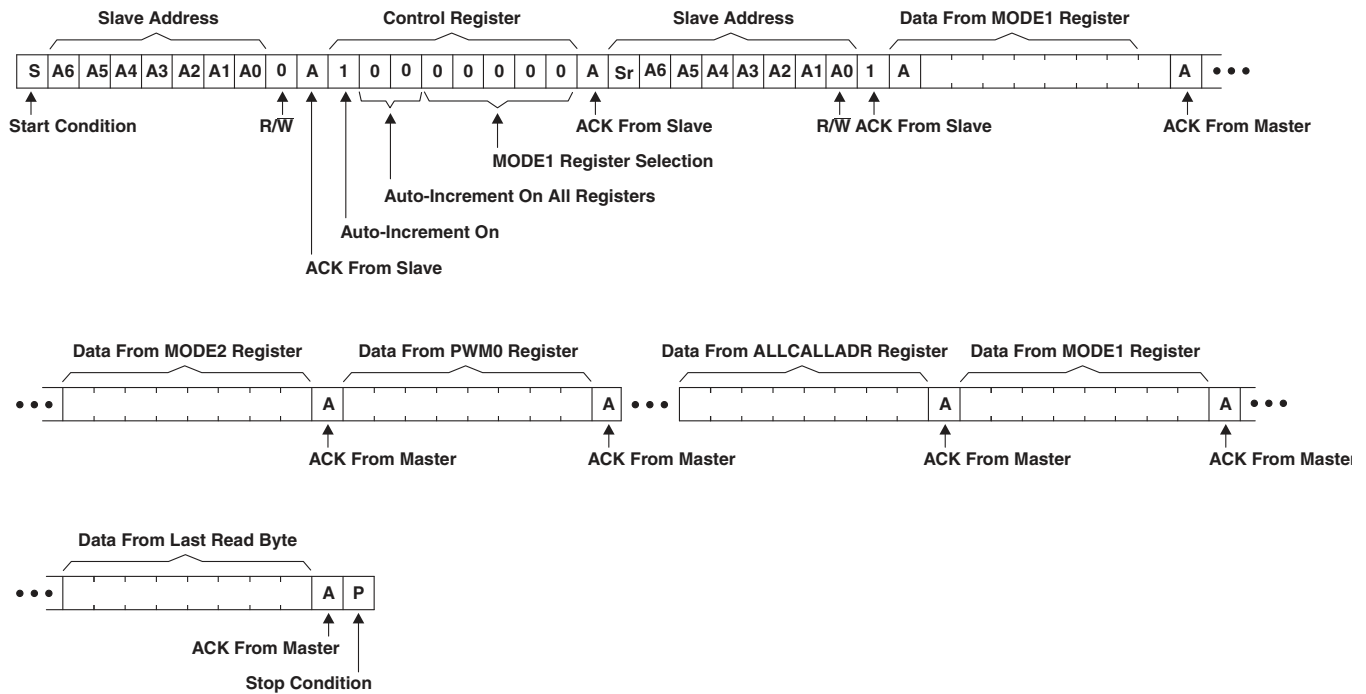 Slave Address Control Register Slave Address Data From MODE1 Register
S A6 A5 A4 A3 A2 A1 A0 0 A 1 0 0 0 0 0 0 0 A Sr A6 A5 A4 A3 A2 A1 A0 1 A A
Start Condition R/W̅ ACK From Slave R/W̅ ACK From Slave ACK From Master
MODE1 Register Selection
Auto-Increment On All Registers
Auto-Increment On
ACK From Slave
Data From MODE2 Register Data From PWM0 Register Data From ALLCALLADR Register Data From MODE1 Register
A A A A
ACK From Master ACK From Master ACK From Master ACK From Master
Data From Last Read Byte
A P
ACK From Master
Stop Condition